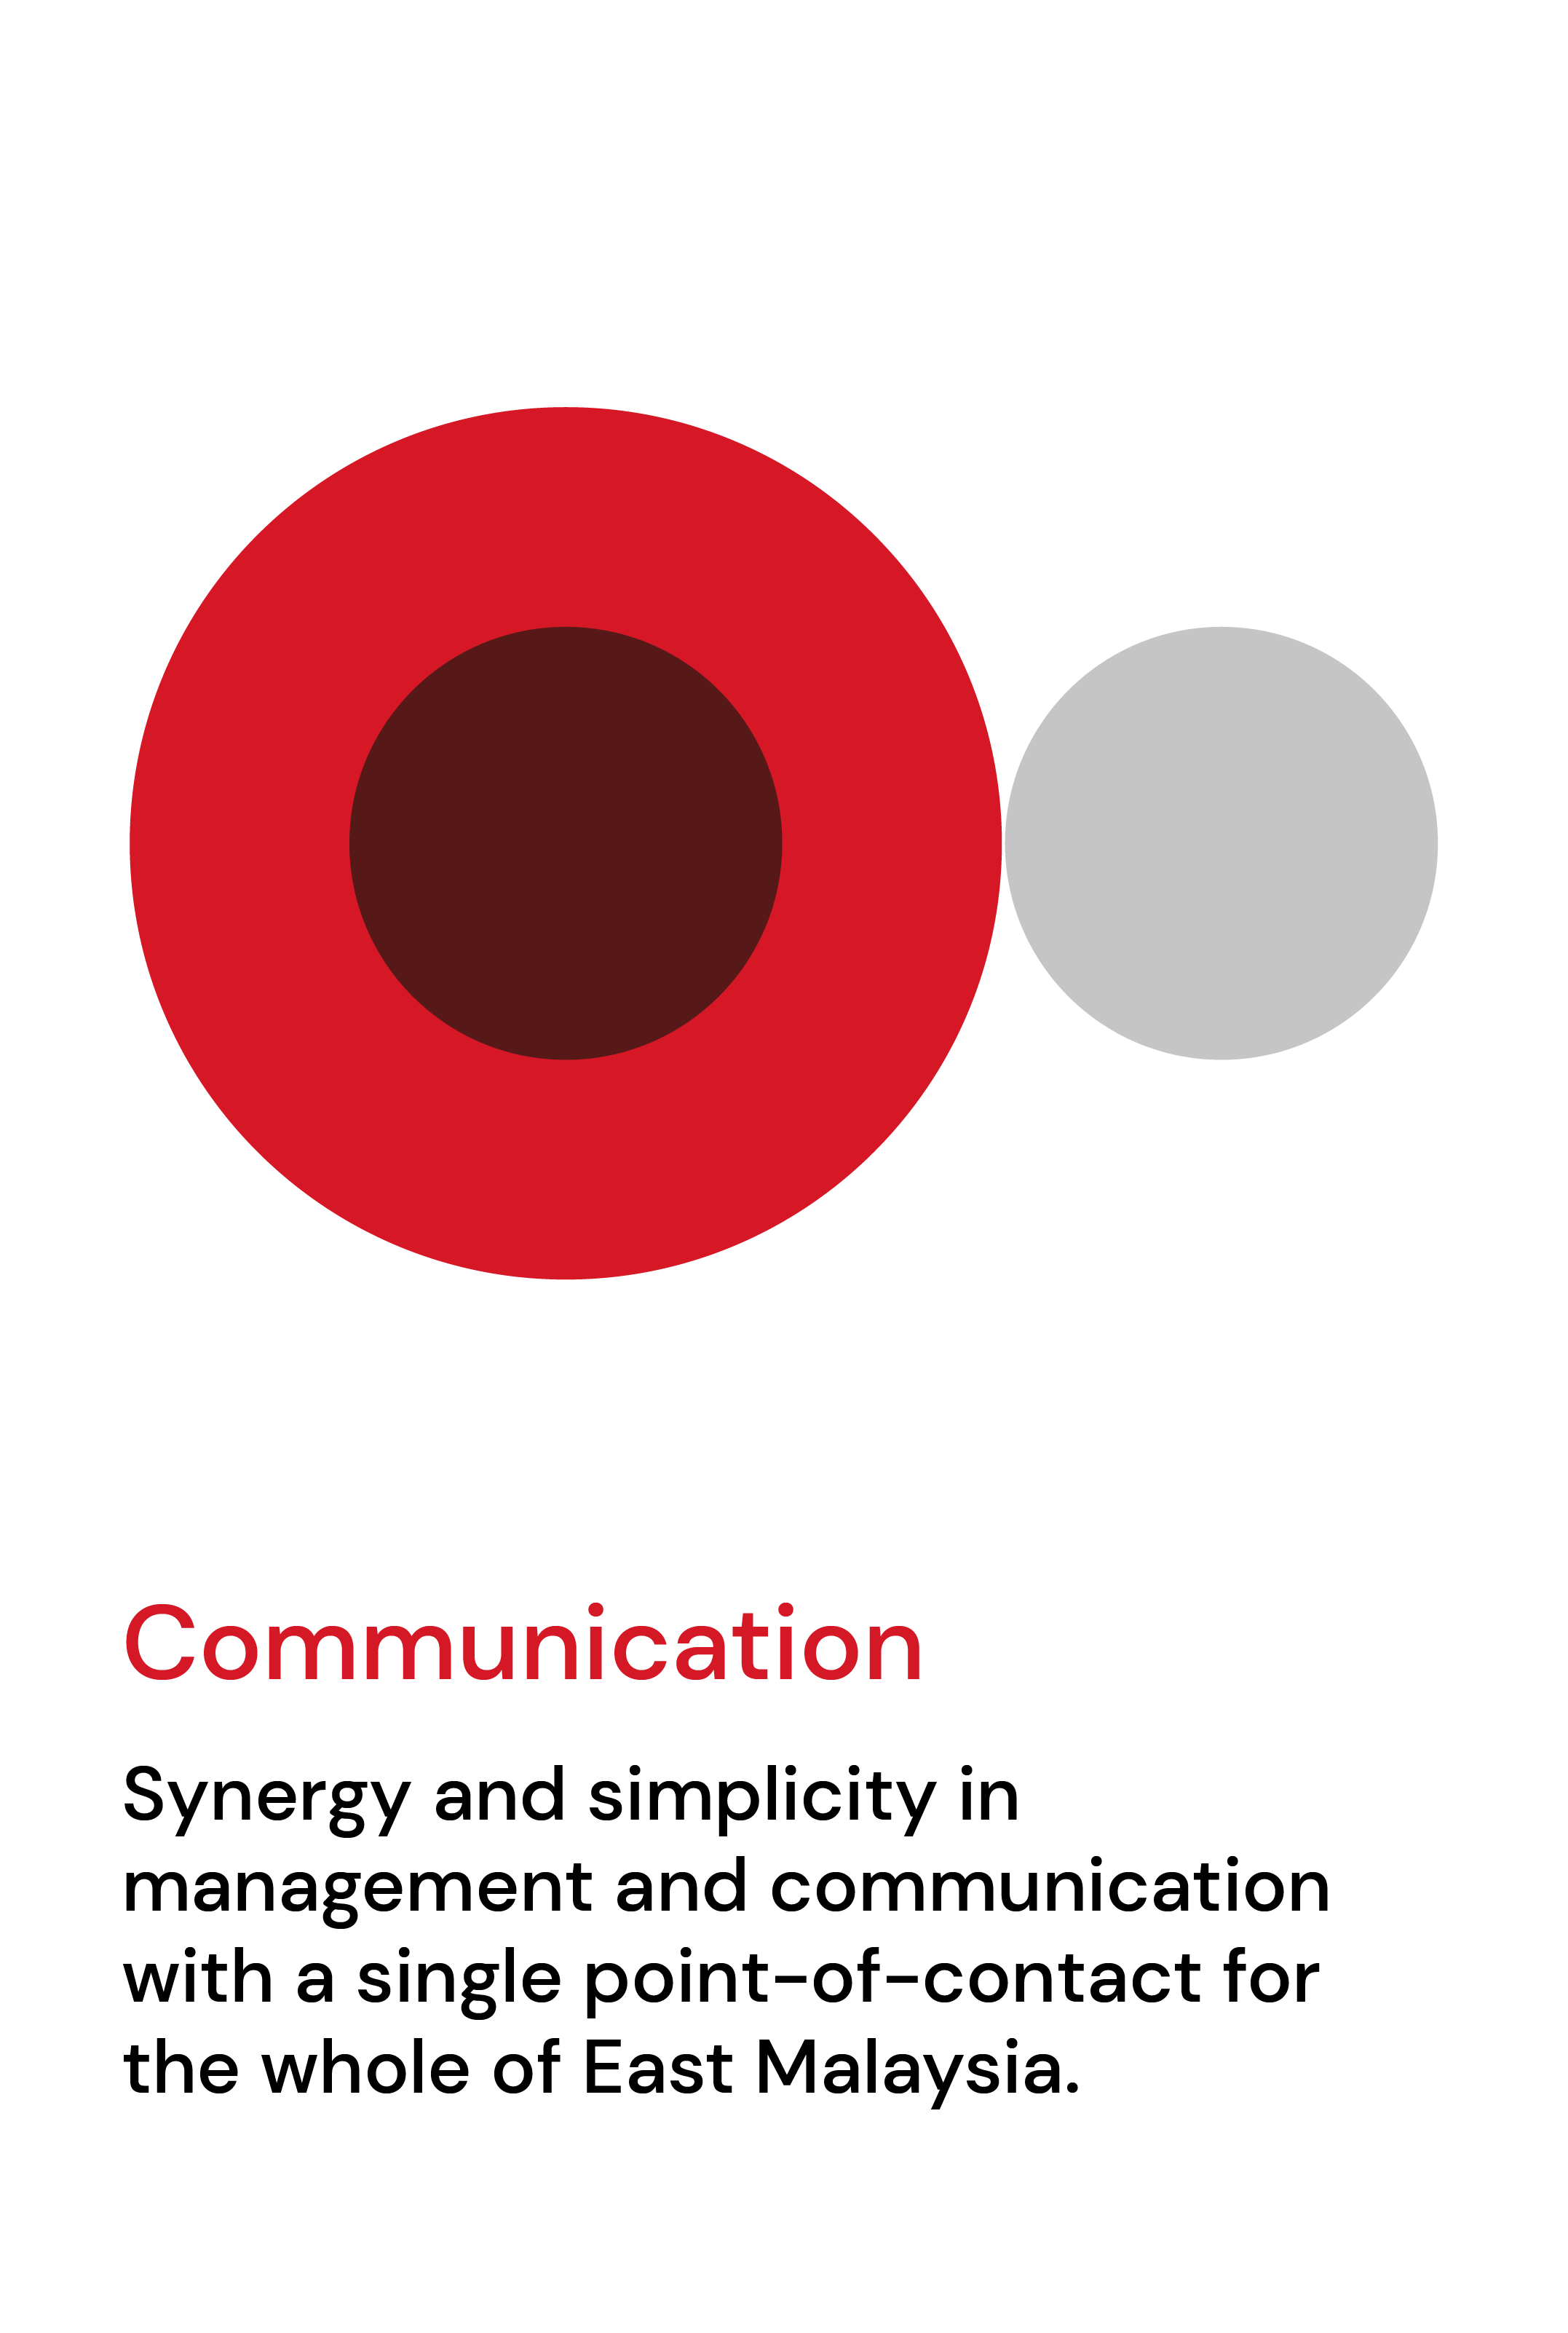 Communication
Synergy and simplicity in
management and communication
with a single point-of-contact for
the whole of East Malaysia.